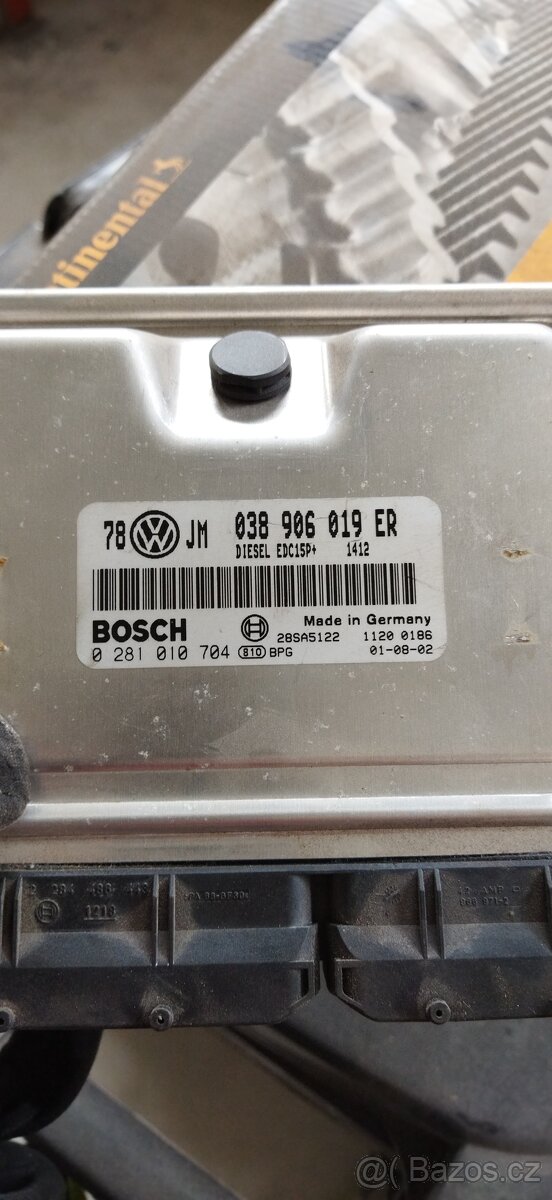 ntinental
78 JM 038 906 019 ER
DIESEL EDC15P+ 1412
BOSCH Made in Germany
28SA5122 1120 0186
0 281 010 704 810 BPG 01-08-02
1218
@Bazos.cz